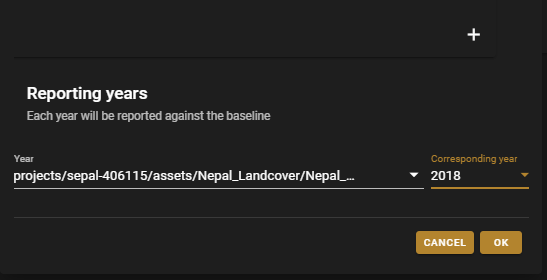 +
Reporting years
Each year will be reported against the baseline
Year
Corresponding year
projects/sepal-406115/assets/Nepal_Landcover/Nepal_...
2018
CANCEL
OK